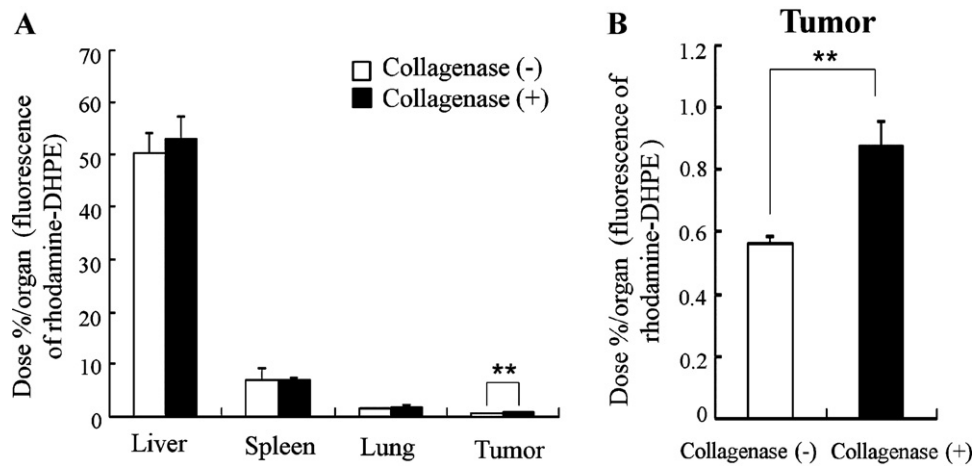 A
Dose %/organ (fluorescence
of rhodamine-DHPE)
70
60
50
40
30
20
10
0
Collagenase (-)
Collagenase (+)
**
Liver
Spleen
Lung
Tumor
B
Tumor
Dose %/organ (fluorescence of
rhodamine-DHPE )
1.2
1.0
0.8
0.6
0.4
0.2
0
**
Collagenase (-)
Collagenase (+)